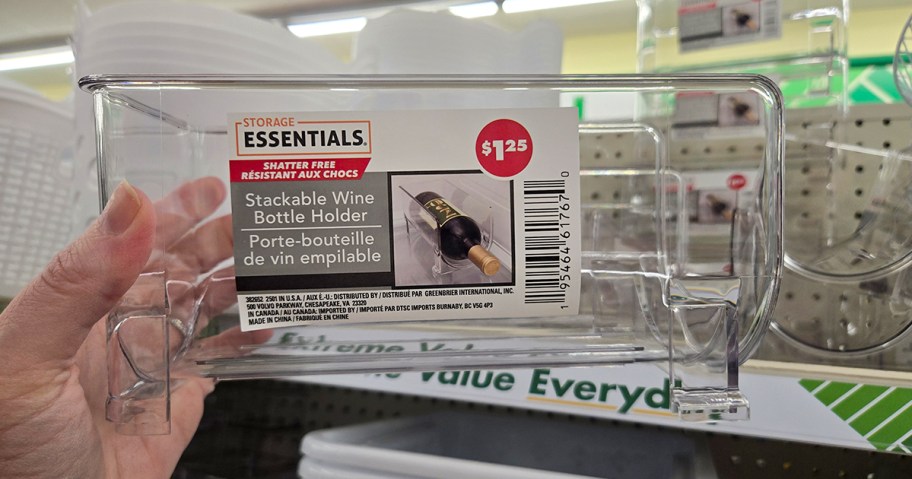 STORAGE
ESSENTIALS.
$1.25
SHATTER FREE
RÉSISTANT AUX CHOCS
Stackable Wine
Bottle Holder
Porte-bouteille
de vin empilable
1 95464 61767 0
302652 2501 IN U.S.A. / AUX É.-U.: DISTRIBUTED BY / DISTRIBUÉ PAR GREENBRIER INTERNATIONAL, INC.
500 VOLVO PARKWAY, CHESAPEAKE, VA 23320
IN CANADA / AU CANADA: IMPORTED BY / IMPORTÉ PAR DTSC IMPORTS BURNABY, BC V5G 4P3
MADE IN CHINA / FABRIQUÉ EN CHINE
Extreme Value
Value Everyd